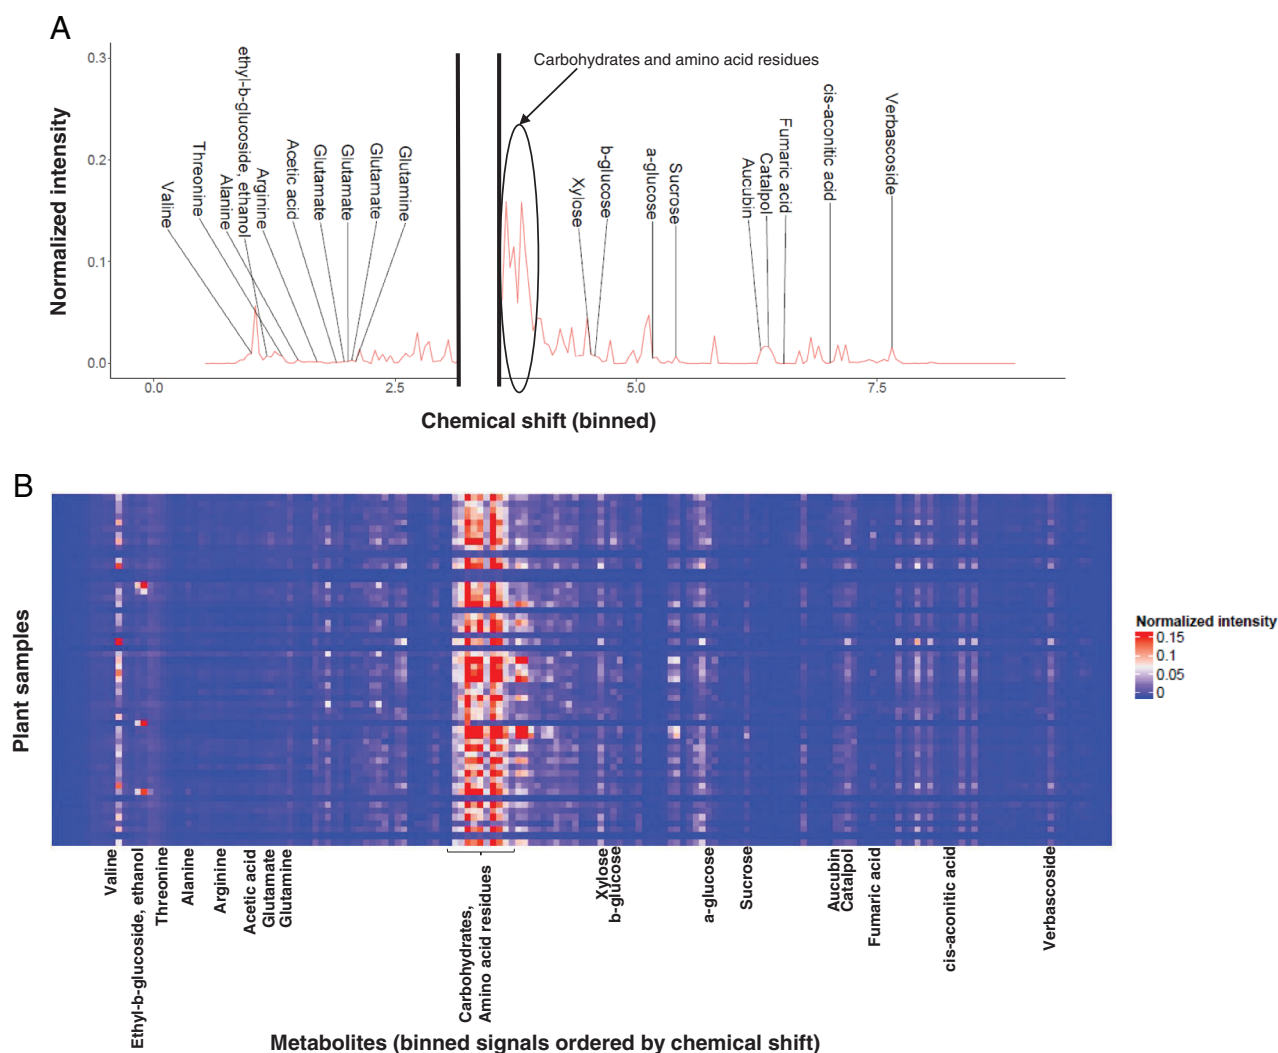 A
Carbohydrates and amino acid residues
Normalized intensity
0.3
0.2
0.1
0.0
Valine
Threonine
Alanine
ethyl-b-glucoside, ethanol
Arginine
Acetic acid
Glutamate
Glutamate
Glutamate
Glutamine
Xylose
b-glucose
a-glucose
Sucrose
Aucubin
Catalpol
Fumaric acid
cis-aconitic acid
Verbascoside
0.0
2.5
5.0
7.5
Chemical shift (binned)
B
Plant samples
Normalized intensity
0.15
0.1
0.05
0
Valine
Ethyl-b-glucoside, ethanol
Threonine
Alanine
Arginine
Acetic acid
Glutamate
Glutamine
Carbohydrates,
Amino acid residues
Xylose
b-glucose
a-glucose
Sucrose
Aucubin
Catalpol
Fumaric acid
cis-aconitic acid
Verbascoside
Metabolites (binned signals ordered by chemical shift)